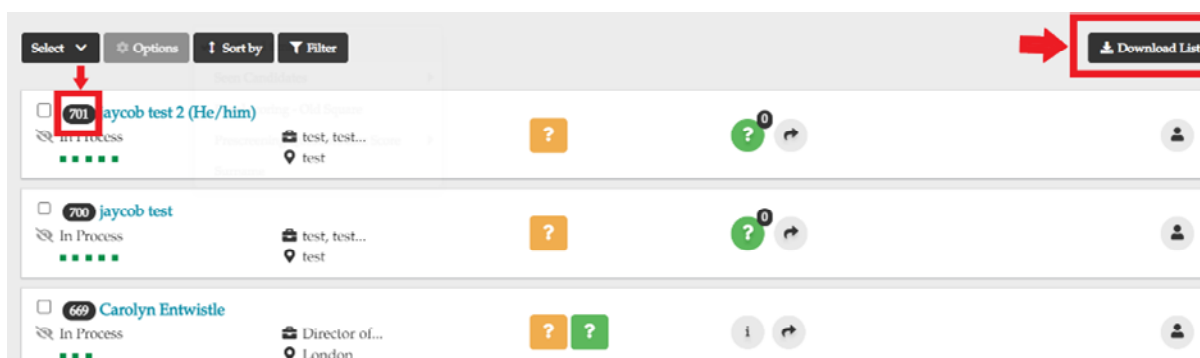 Select
Options
Sort by
Filter
Download List
701 aycob test 2 (He/him)
In Process
test, test...
test
?
?
0
700 jaycob test
In Process
test, test...
test
?
?
0
669 Carolyn Entwistle
In Process
Director of...
London
?
?
i